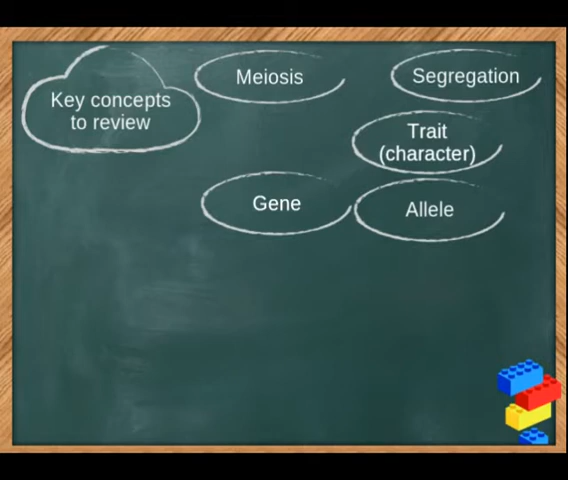 Key concepts
to review
Meiosis
Segregation
Trait
(character)
Gene
Allele